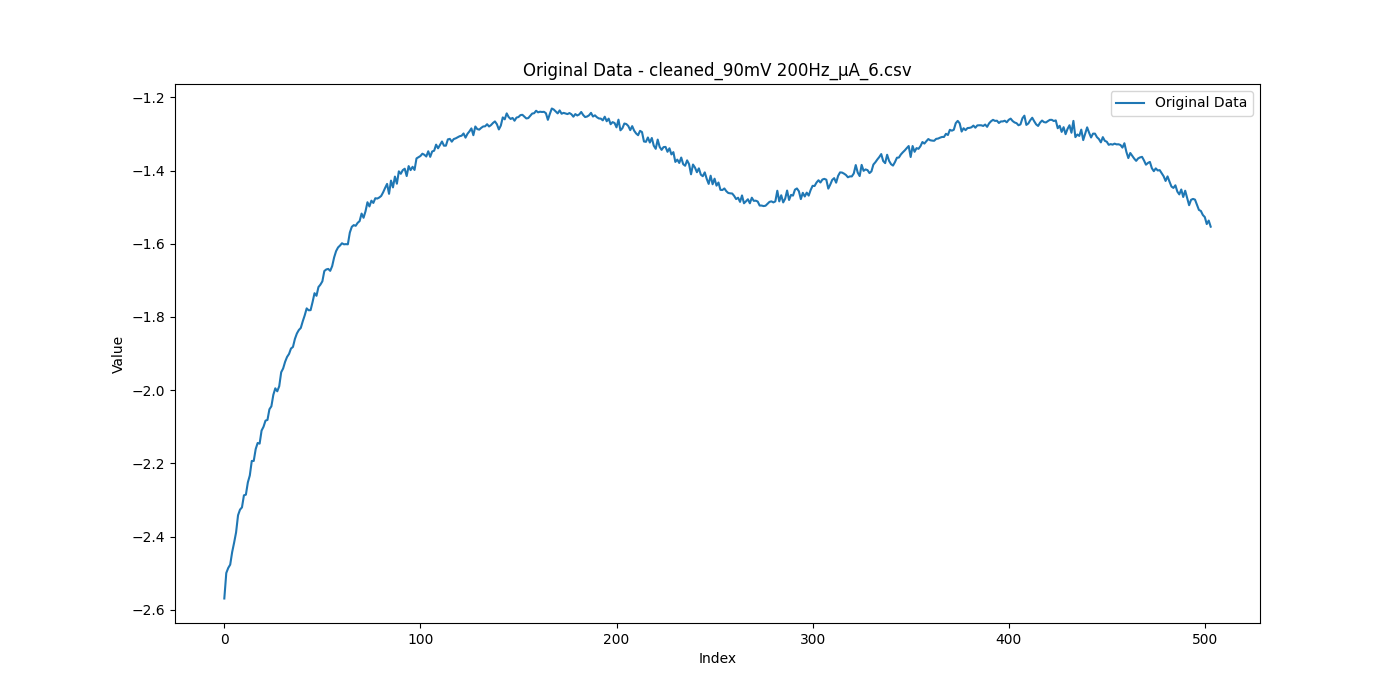 Original Data - cleaned_90mV 200Hz_μA_6.csv
Original Data
−1.2
−1.4
−1.6
−1.8
−2.0
−2.2
−2.4
−2.6
Value
0 100 200 300 400 500
Index